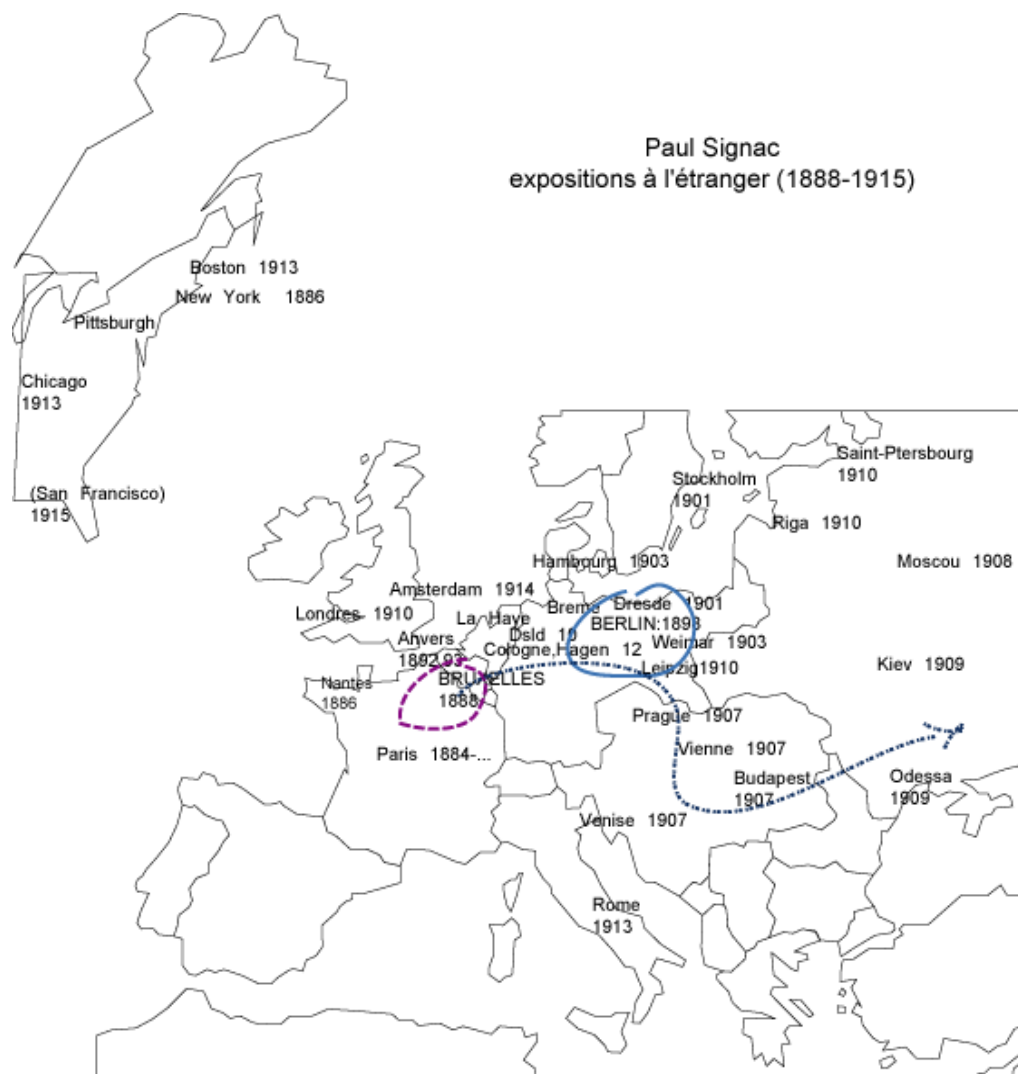 Paul Signac
expositions à l'étranger (1888-1915)
Boston 1913
New York 1886
Pittsburgh
Chicago
1913
(San Francisco)
1915
Saint-Ptersbourg
1910
Stockholm
1901
Riga 1910
Hambourg 1903
Moscou 1908
Amsterdam 1914
Londres 1910
La Haye
Breme
Dresde 1901
BERLIN:1893
Anvers
1892,93
Dsld 10
Weimar 1903
Cologne,Hagen 12
Leipzig1910
Kiev 1909
Nantes
1886
BRUXELLES
1888
Prague 1907
Paris 1884-...
Vienne 1907
Budapest
1907
Odessa
1909
Venise 1907
Rome
1913